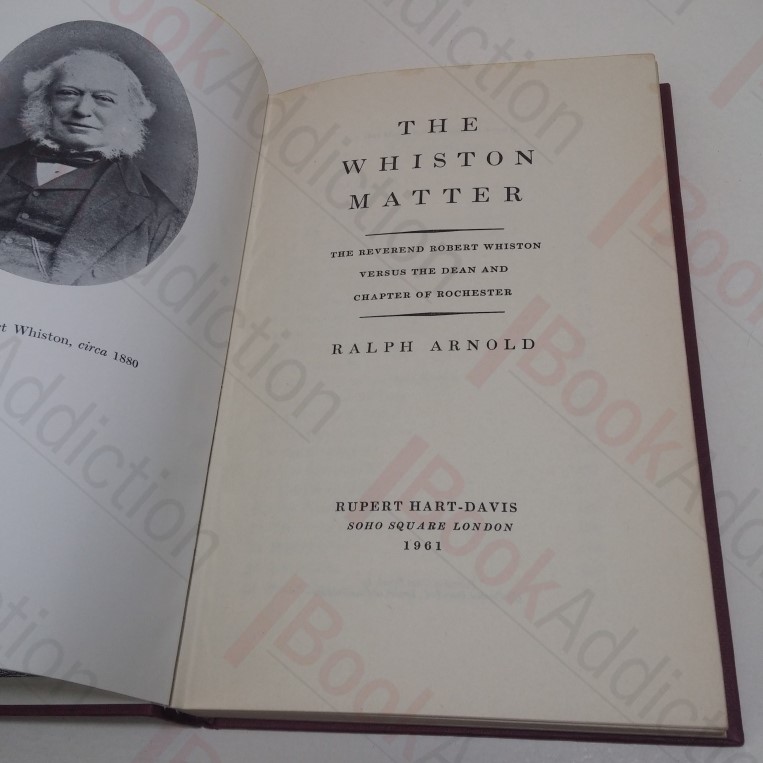 t Whiston, circa 1880
THE
WHISTON
MATTER
THE REVEREND ROBERT WHISTON
VERSUS THE DEAN AND
CHAPTER OF ROCHESTER
RALPH ARNOLD
RUPERT HART-DAVIS
SOHO SQUARE LONDON
1961
BookAddiction